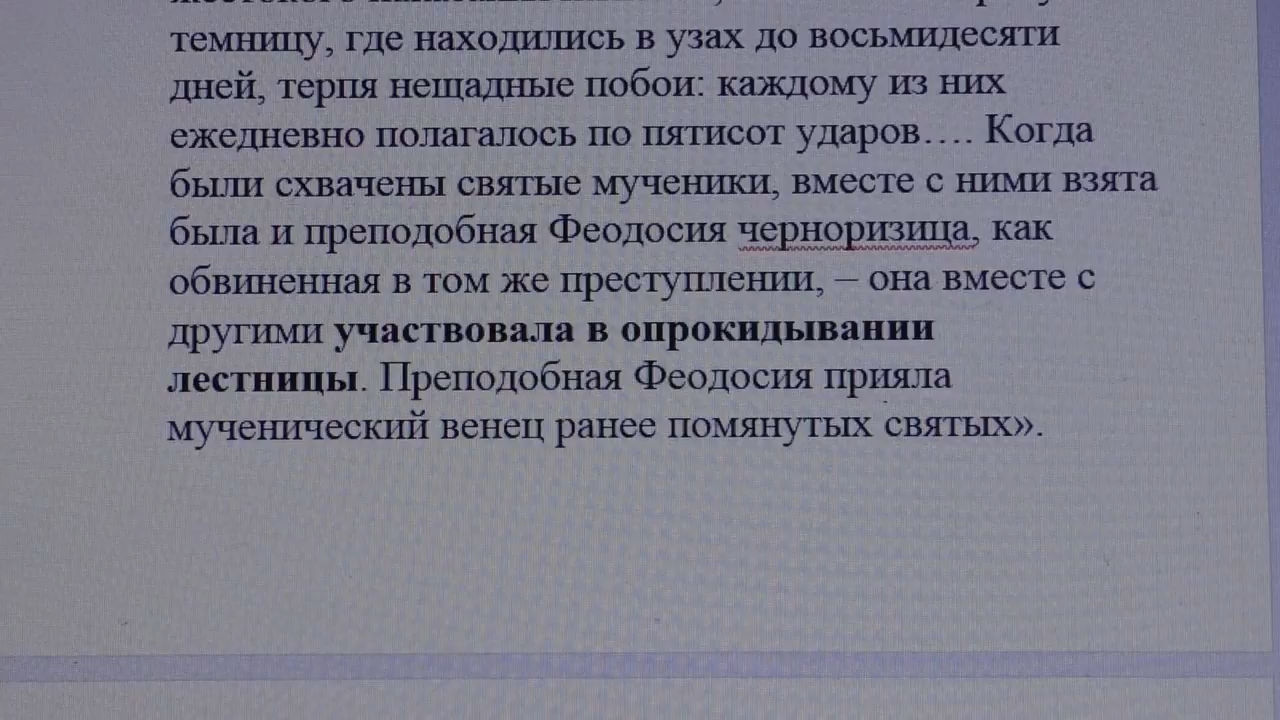 темницу, где находились в узах до восьмидесяти
дней, терпя нещадные побои: каждому из них
ежедневно полагалось по пятисот ударов…. Когда
были схвачены святые мученики, вместе с ними взята
была и преподобная Феодосия черноризица, как
обвиненная в том же преступлении, – она вместе с
другими участвовала в опрокидывании
лестницы. Преподобная Феодосия прияла
мученический венец ранее помянутых святых».